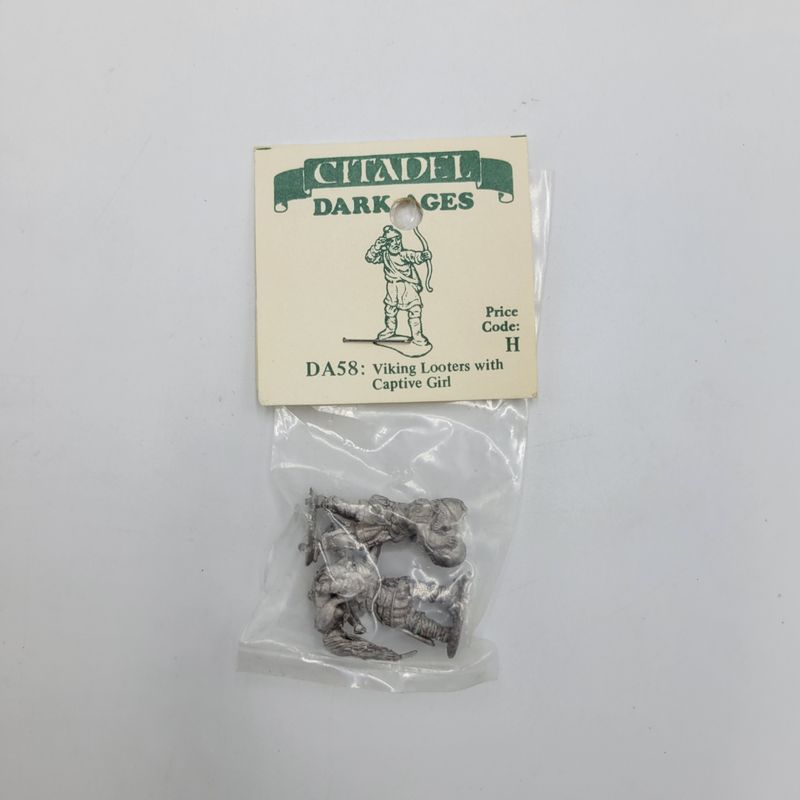 CITADEL
DARK AGES
Price
Code:
H
DA58: Viking Looters with
Captive Girl